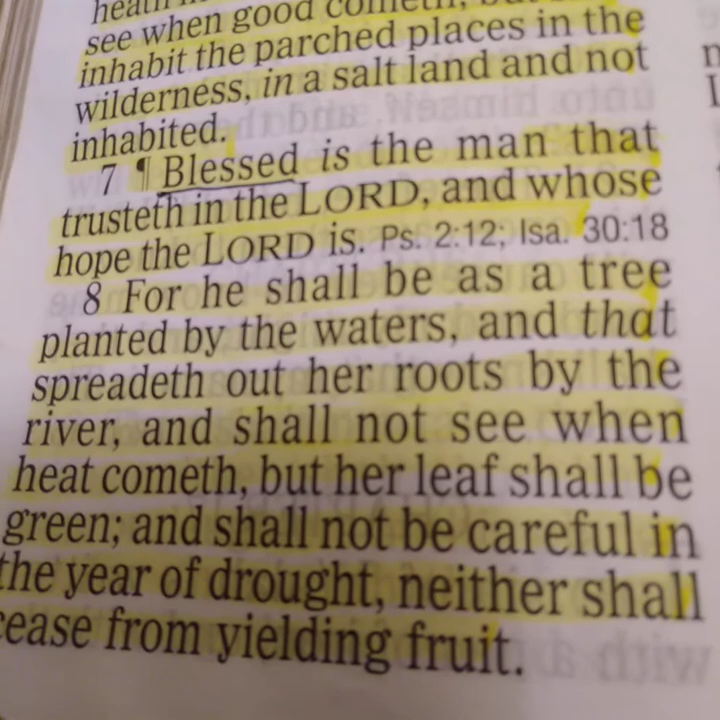 see when good cometh, but
inhabit the parched places in the
wilderness, in a salt land and not
inhabited.
7 ¶ Blessed is the man that
trusteth in the LORD, and whose
hope the LORD is. Ps. 2:12; Isa. 30:18
8 For he shall be as a tree
planted by the waters, and that
spreadeth out her roots by the
river, and shall not see when
heat cometh, but her leaf shall be
green; and shall not be careful in
the year of drought, neither shall
cease from yielding fruit.